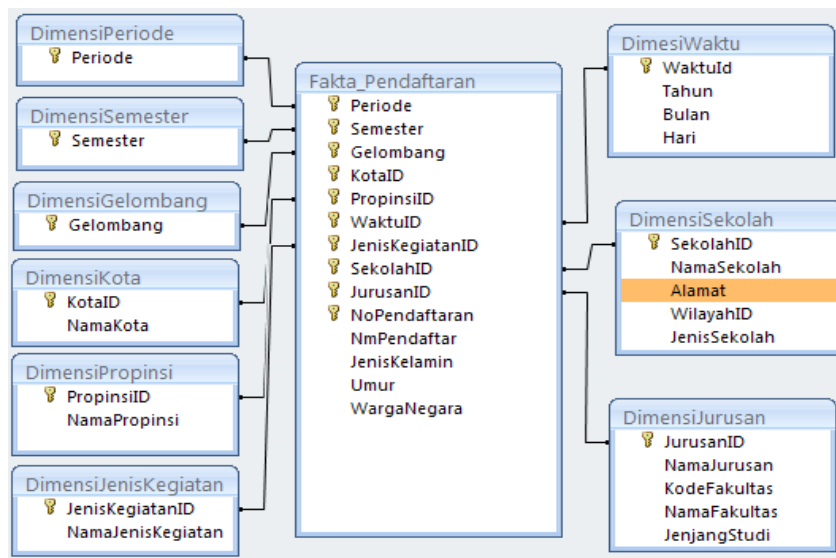 DimensiPeriode
Periode
DimensiSemester
Semester
DimensiGelombang
Gelombang
DimensiKota
KotaID
NamaKota
DimensiPropinsi
PropinsiID
NamaPropinsi
DimensiJenisKegiatan
JenisKegiatanID
NamaJenisKegiatan
Fakta_Pendaftaran
Periode
Semester
Gelombang
KotaID
PropinsiID
WaktuID
JenisKegiatanID
SekolahID
JurusanID
NoPendaftaran
NmPendaftar
JenisKelamin
Umur
WargaNegara
DimesiWaktu
WaktuId
Tahun
Bulan
Hari
DimensiSekolah
SekolahID
NamaSekolah
Alamat
WilayahID
JenisSekolah
DimensiJurusan
JurusanID
NamaJurusan
KodeFakultas
NamaFakultas
JenjangStudi